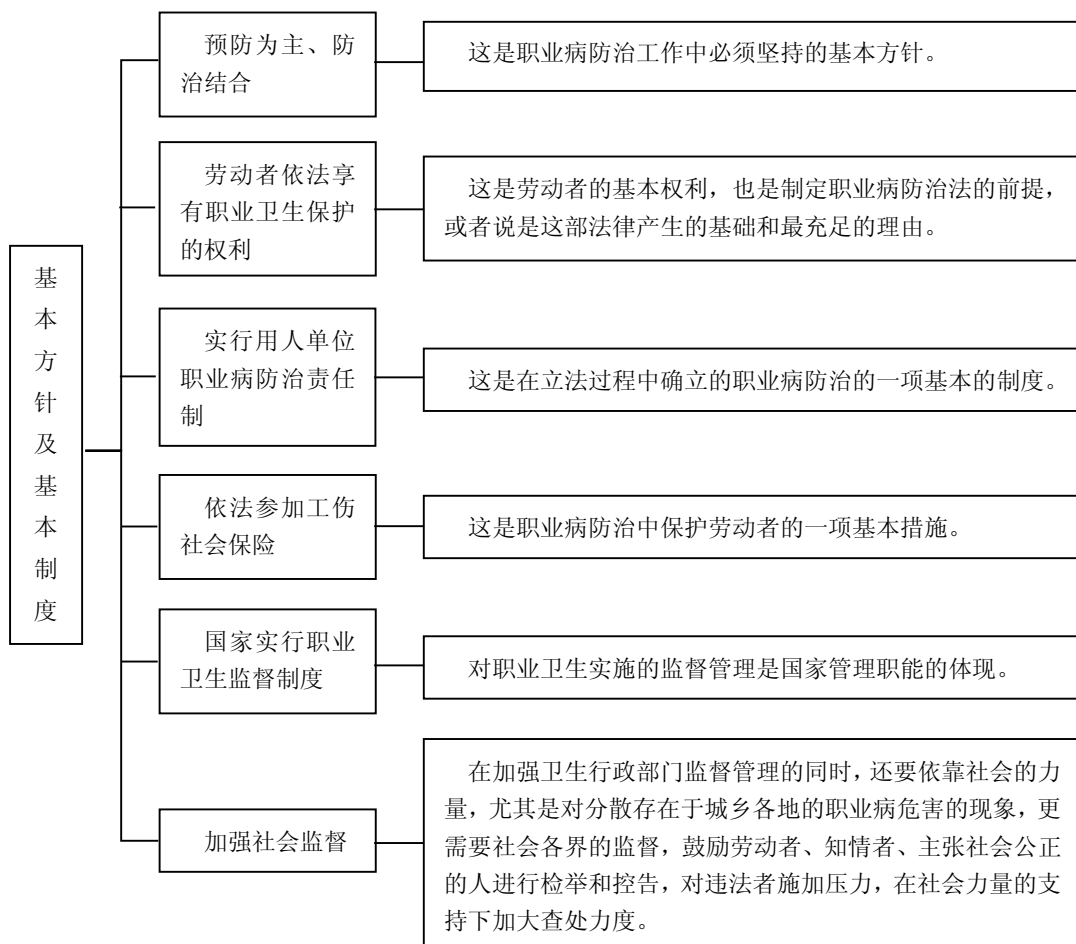 基
本
方
针
及
基
本
制
度
预防为主、防
治结合
这是职业病防治工作中必须坚持的基本方针。
劳动者依法享
有职业卫生保护
的权利
这是劳动者的基本权利，也是制定职业病防治法的前提，
或者说是这部法律产生的基础和最充足的理由。
实行用人单位
职业病防治责任
制
这是在立法过程中确立的职业病防治的一项基本的制度。
依法参加工伤
社会保险
这是职业病防治中保护劳动者的一项基本措施。
国家实行职业
卫生监督制度
对职业卫生实施的监督管理是国家管理职能的体现。
加强社会监督
在加强卫生行政部门监督管理的同时，还要依靠社会的力
量，尤其是对分散存在于城乡各地的职业病危害的现象，更
需要社会各界的监督，鼓励劳动者、知情者、主张社会公正
的人进行检举和控告，对违法者施加压力，在社会力量的支
持下加大查处力度。